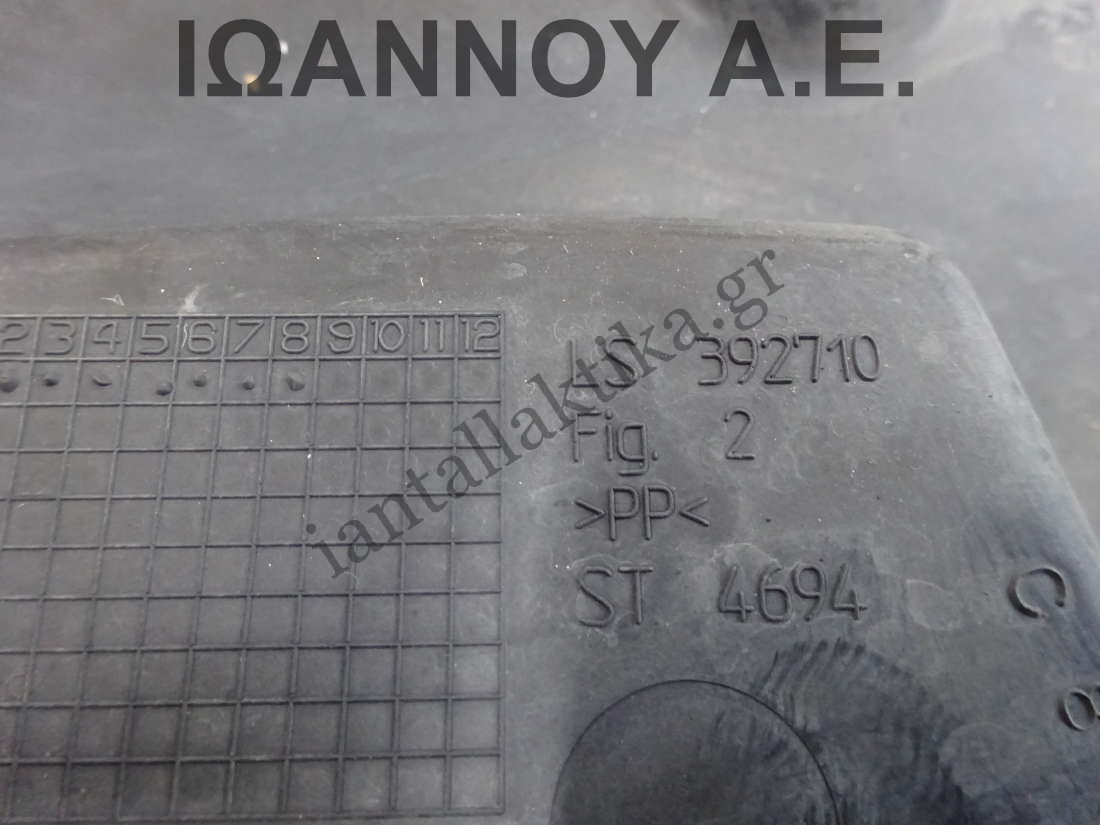 ΙΩΑΝΝΟΥ Α.Ε.
iantallaktika.gr
2 3 4 5 6 7 8 9 10 11 12
LS 392710
Fig. 2
>PP<
ST 4694